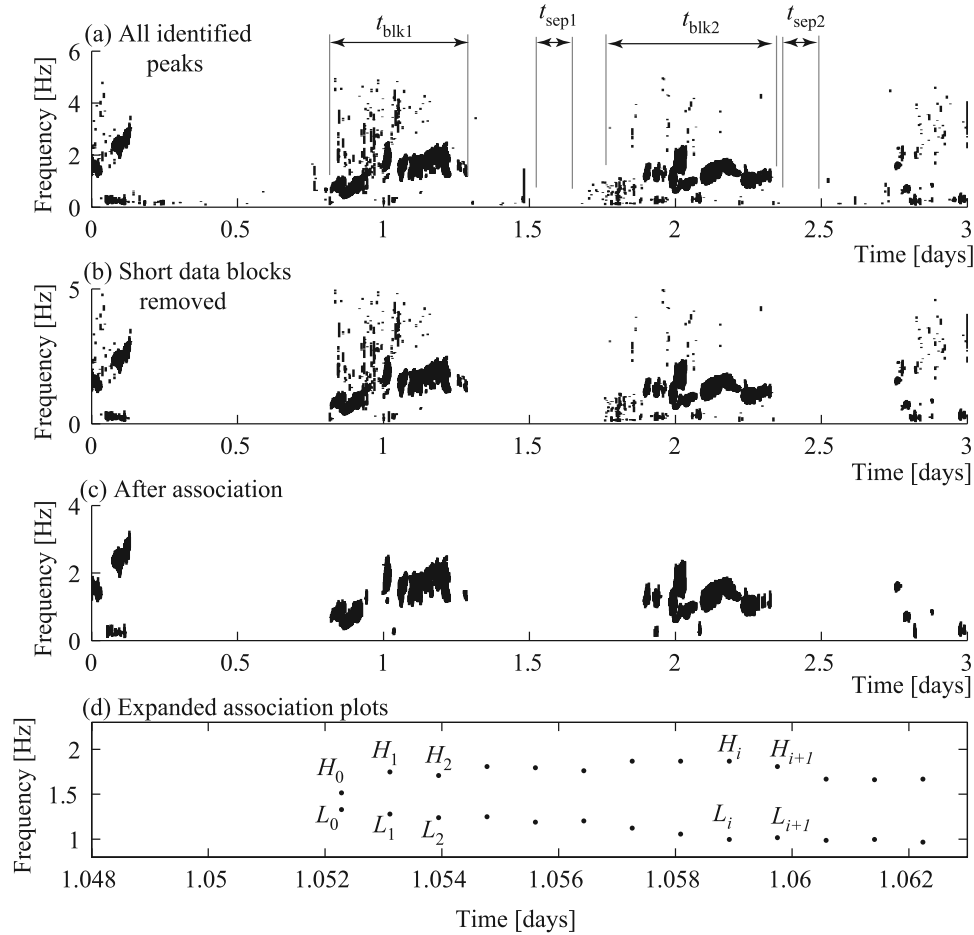 (a) All identified
peaks
t_blk1
t_sep1
t_blk2
t_sep2
Frequency [Hz]
6
4
2
0
0 0.5 1 1.5 2 2.5 3
Time [days]
(b) Short data blocks
removed
Frequency [Hz]
5
0
0 0.5 1 1.5 2 2.5 3
Time [days]
(c) After association
Frequency [Hz]
4
2
0
0 0.5 1 1.5 2 2.5 3
Time [days]
(d) Expanded association plots
Frequency [Hz]
2
1.5
1
H_0 H_1 H_2 H_i H_{i+1}
L_0 L_1 L_2 L_i L_{i+1}
1.048 1.05 1.052 1.054 1.056 1.058 1.06 1.062
Time [days]